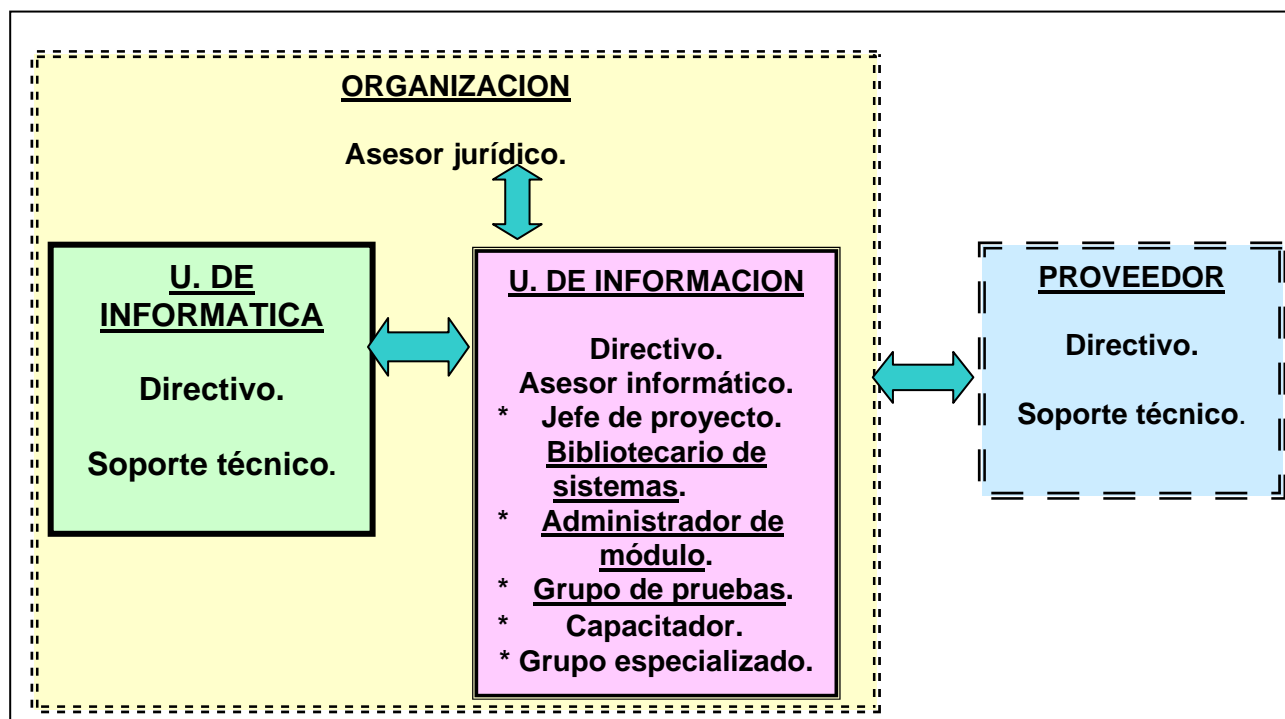 ORGANIZACION
Asesor jurídico.
U. DE
INFORMATICA
Directivo.
Soporte técnico.
U. DE INFORMACION
Directivo.
Asesor informático.
* Jefe de proyecto.
Bibliotecario de
sistemas.
* Administrador de
módulo.
* Grupo de pruebas.
* Capacitador.
* Grupo especializado.
PROVEEDOR
Directivo.
Soporte técnico.